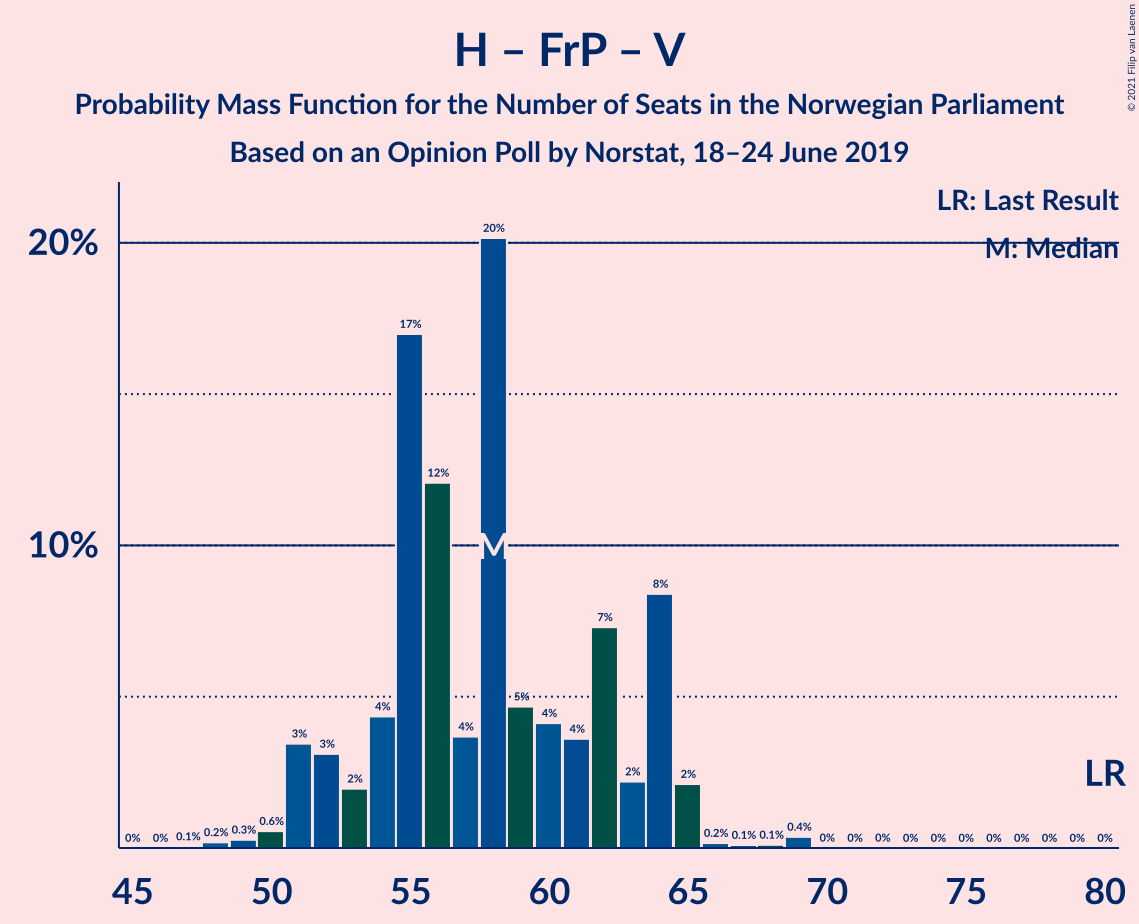 H – FrP – V
Probability Mass Function for the Number of Seats in the Norwegian Parliament
Based on an Opinion Poll by Norstat, 18–24 June 2019
© 2021 Filip van Laenen
LR: Last Result
M: Median
20%
10%
0% 0% 0.1% 0.2% 0.3% 0.6% 3% 3% 2% 4% 17% 12% 4% 20% 5% 4% 4% 7% 2% 8% 2% 0.2% 0.1% 0.1% 0.4% 0% 0% 0% 0% 0% 0% 0% 0% 0% 0% 0%
M
LR
45 50 55 60 65 70 75 80